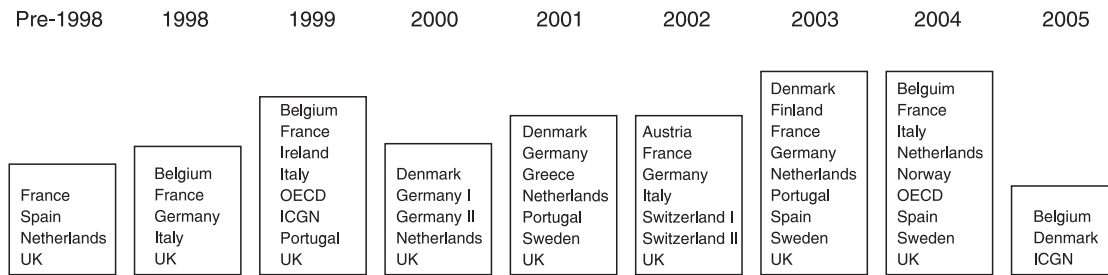 Pre-1998
1998
1999
2000
2001
2002
2003
2004
2005
France
Spain
Netherlands
UK
Belgium
France
Germany
Italy
UK
Belgium
France
Ireland
Italy
OECD
ICGN
Portugal
UK
Denmark
Germany I
Germany II
Netherlands
UK
Denmark
Germany
Greece
Netherlands
Portugal
Sweden
UK
Austria
France
Germany
Italy
Switzerland I
Switzerland II
UK
Denmark
Finland
France
Germany
Netherlands
Portugal
Spain
Sweden
UK
Belguim
France
Italy
Netherlands
Norway
OECD
Spain
Sweden
UK
Belgium
Denmark
ICGN